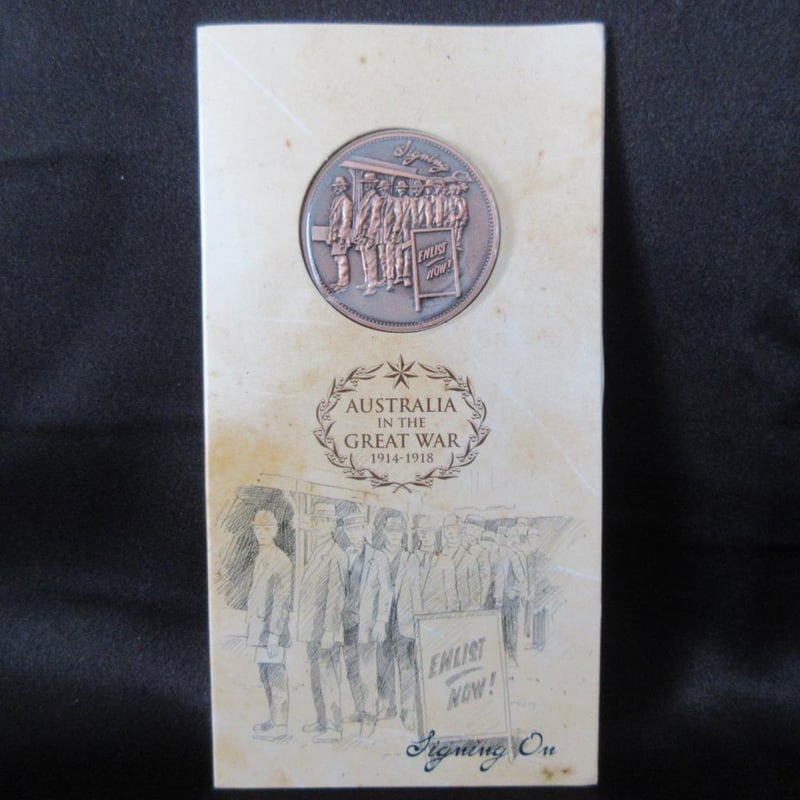 Signing On
ENLIST
NOW!
AUSTRALIA
IN THE
GREAT WAR
1914-1918
ENLIST
NOW!
Signing On